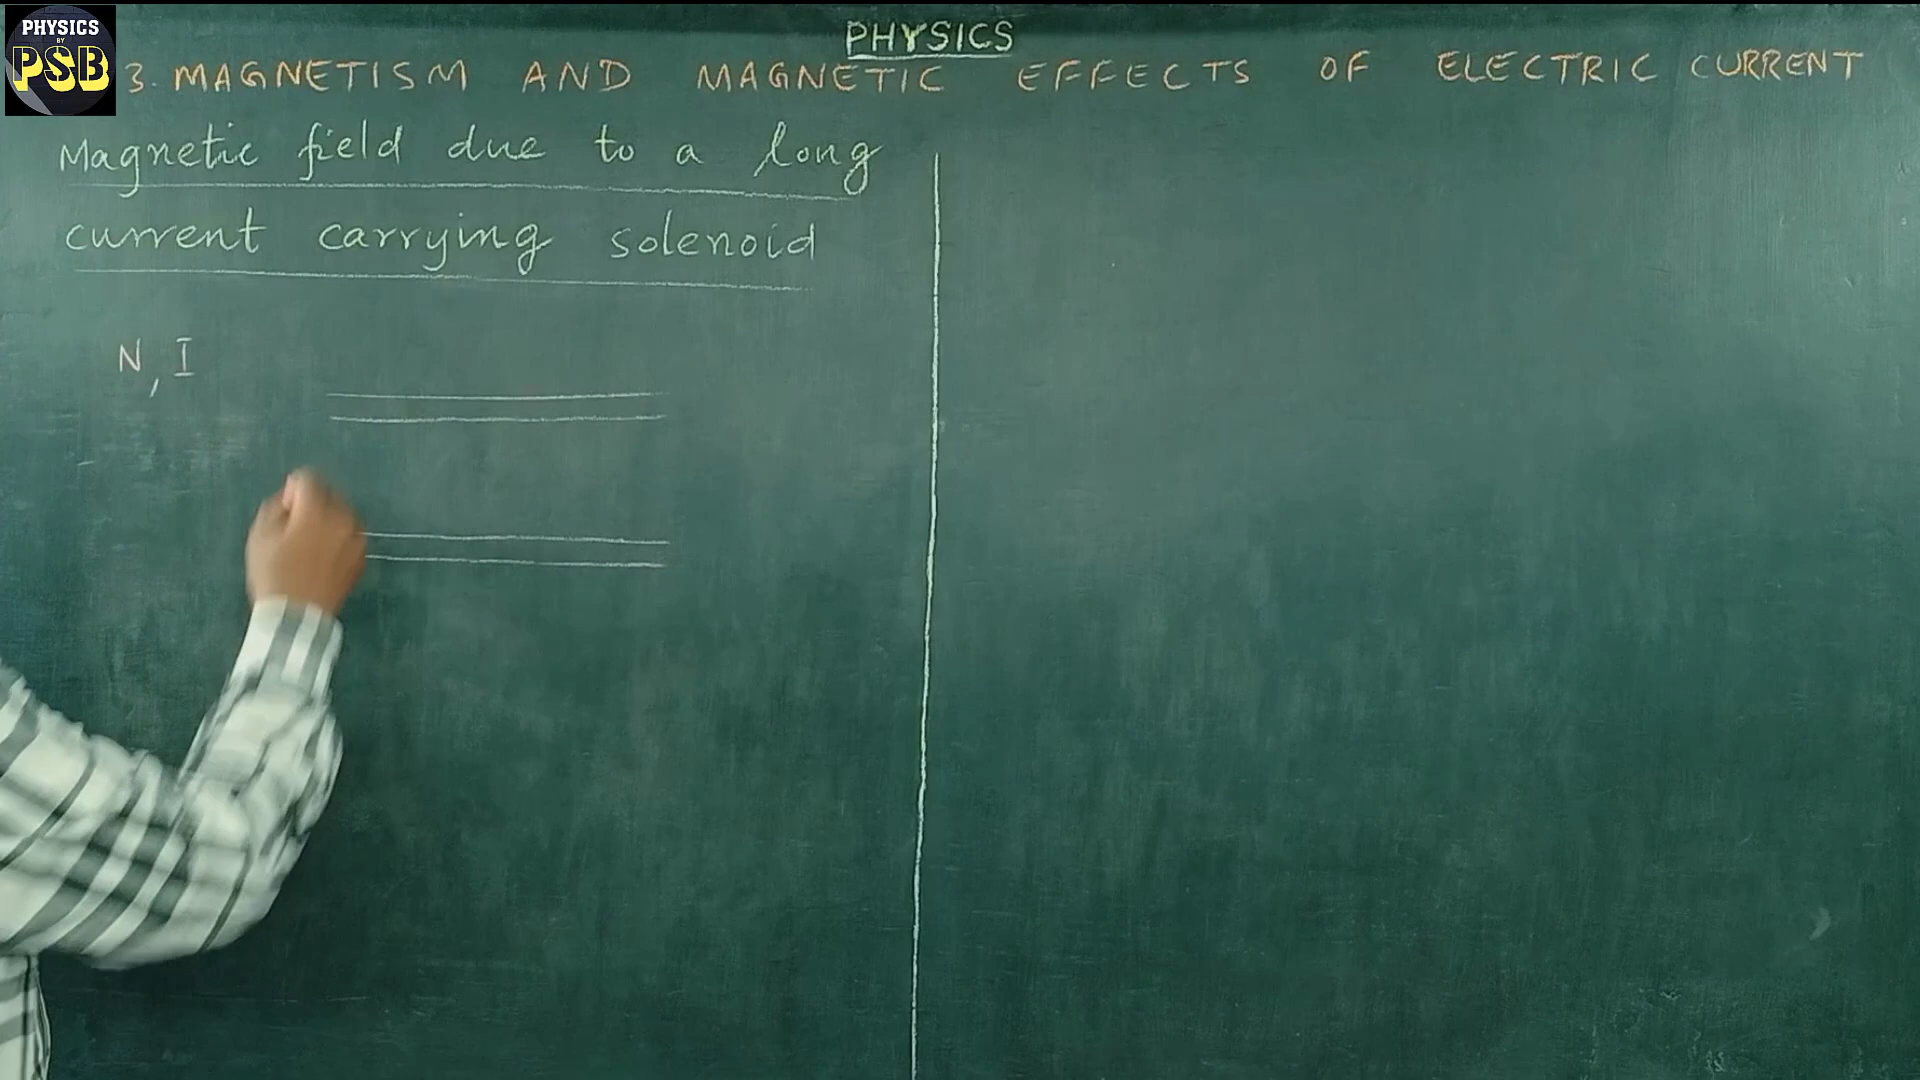 PHYSICS
BY
PSB
PHYSICS
3. MAGNETISM AND MAGNETIC EFFECTS OF ELECTRIC CURRENT
Magnetic field due to a long
current carrying solenoid
N, I